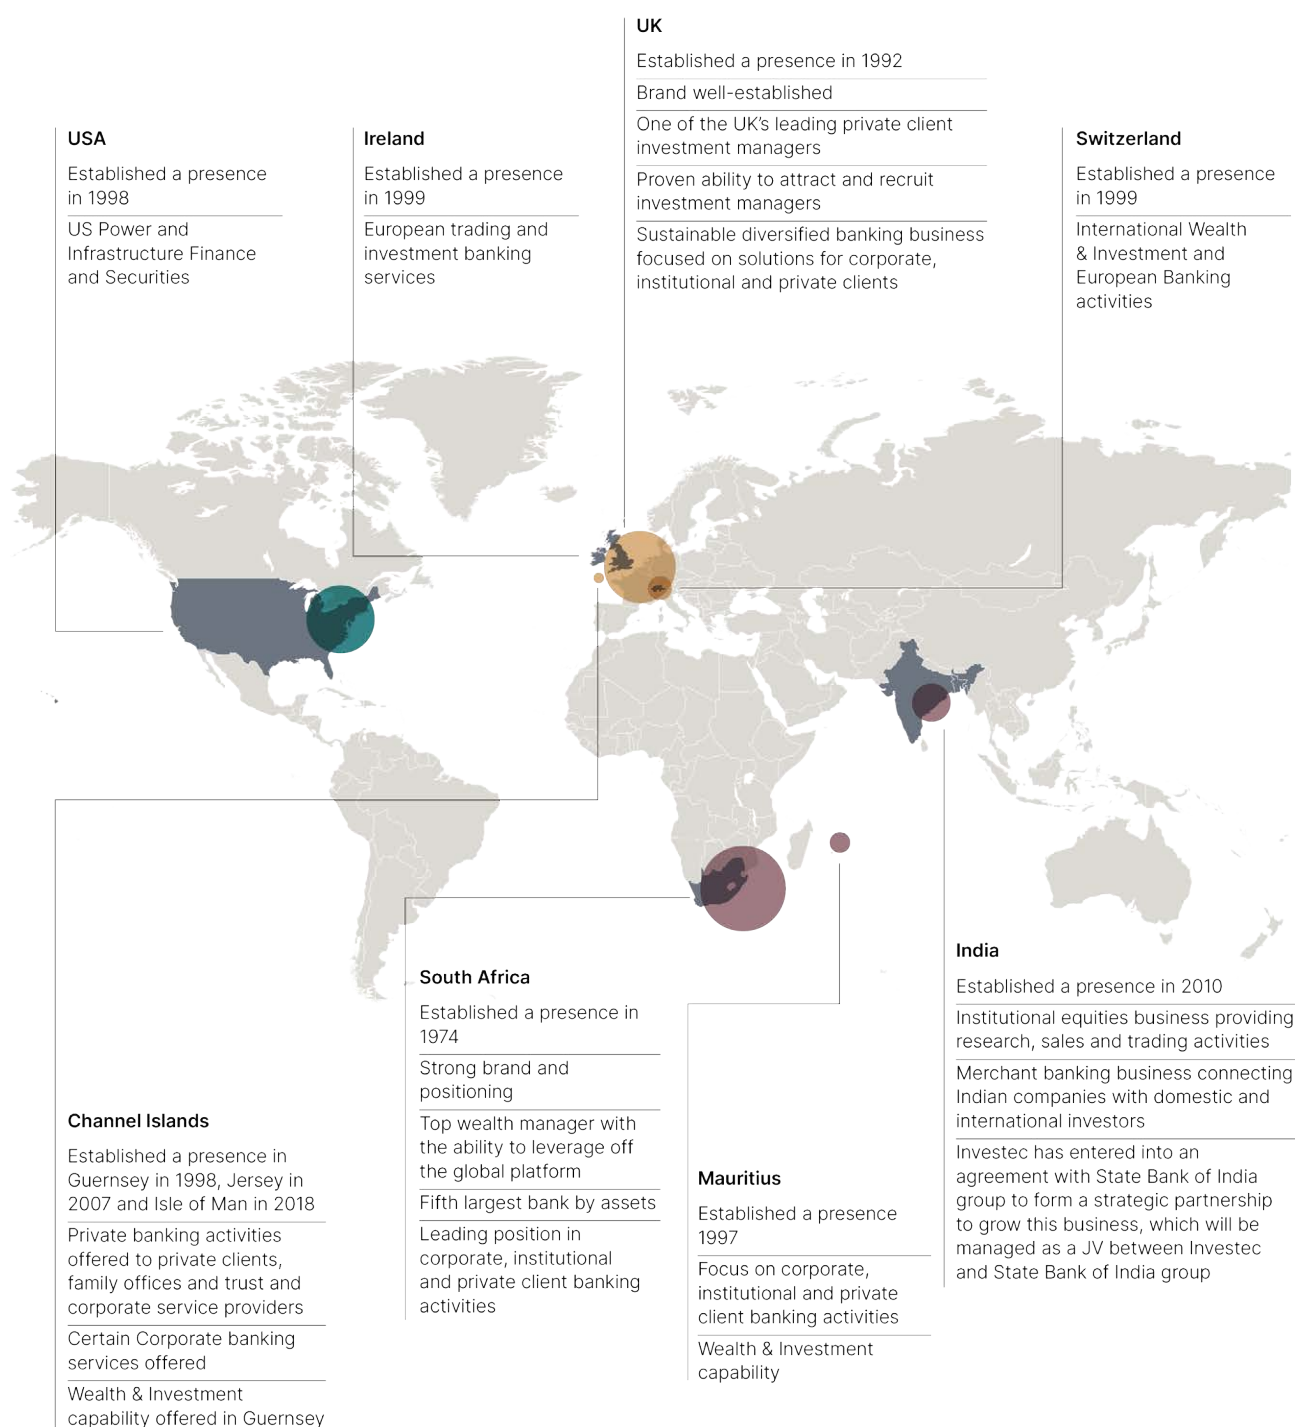 UK
Established a presence in 1992
Brand well-established
One of the UK's leading private client
investment managers
Proven ability to attract and recruit
investment managers
Sustainable diversified banking business
focused on solutions for corporate,
institutional and private clients
USA
Established a presence
in 1998
US Power and
Infrastructure Finance
and Securities
Ireland
Established a presence
in 1999
European trading and
investment banking
services
Switzerland
Established a presence
in 1999
International Wealth
& Investment and
European Banking
activities
Channel Islands
Established a presence in
Guernsey in 1998, Jersey in
2007 and Isle of Man in 2018
Private banking activities
offered to private clients,
family offices and trust and
corporate service providers
Certain Corporate banking
services offered
Wealth & Investment
capability offered in Guernsey
South Africa
Established a presence in
1974
Strong brand and
positioning
Top wealth manager with
the ability to leverage off
the global platform
Fifth largest bank by assets
Leading position in
corporate, institutional
and private client banking
activities
Mauritius
Established a presence
1997
Focus on corporate,
institutional and private
client banking activities
Wealth & Investment
capability
India
Established a presence in 2010
Institutional equities business providing
research, sales and trading activities
Merchant banking business connecting
Indian companies with domestic and
international investors
Investec has entered into an
agreement with State Bank of India
group to form a strategic partnership
to grow this business, which will be
managed as a JV between Investec
and State Bank of India group